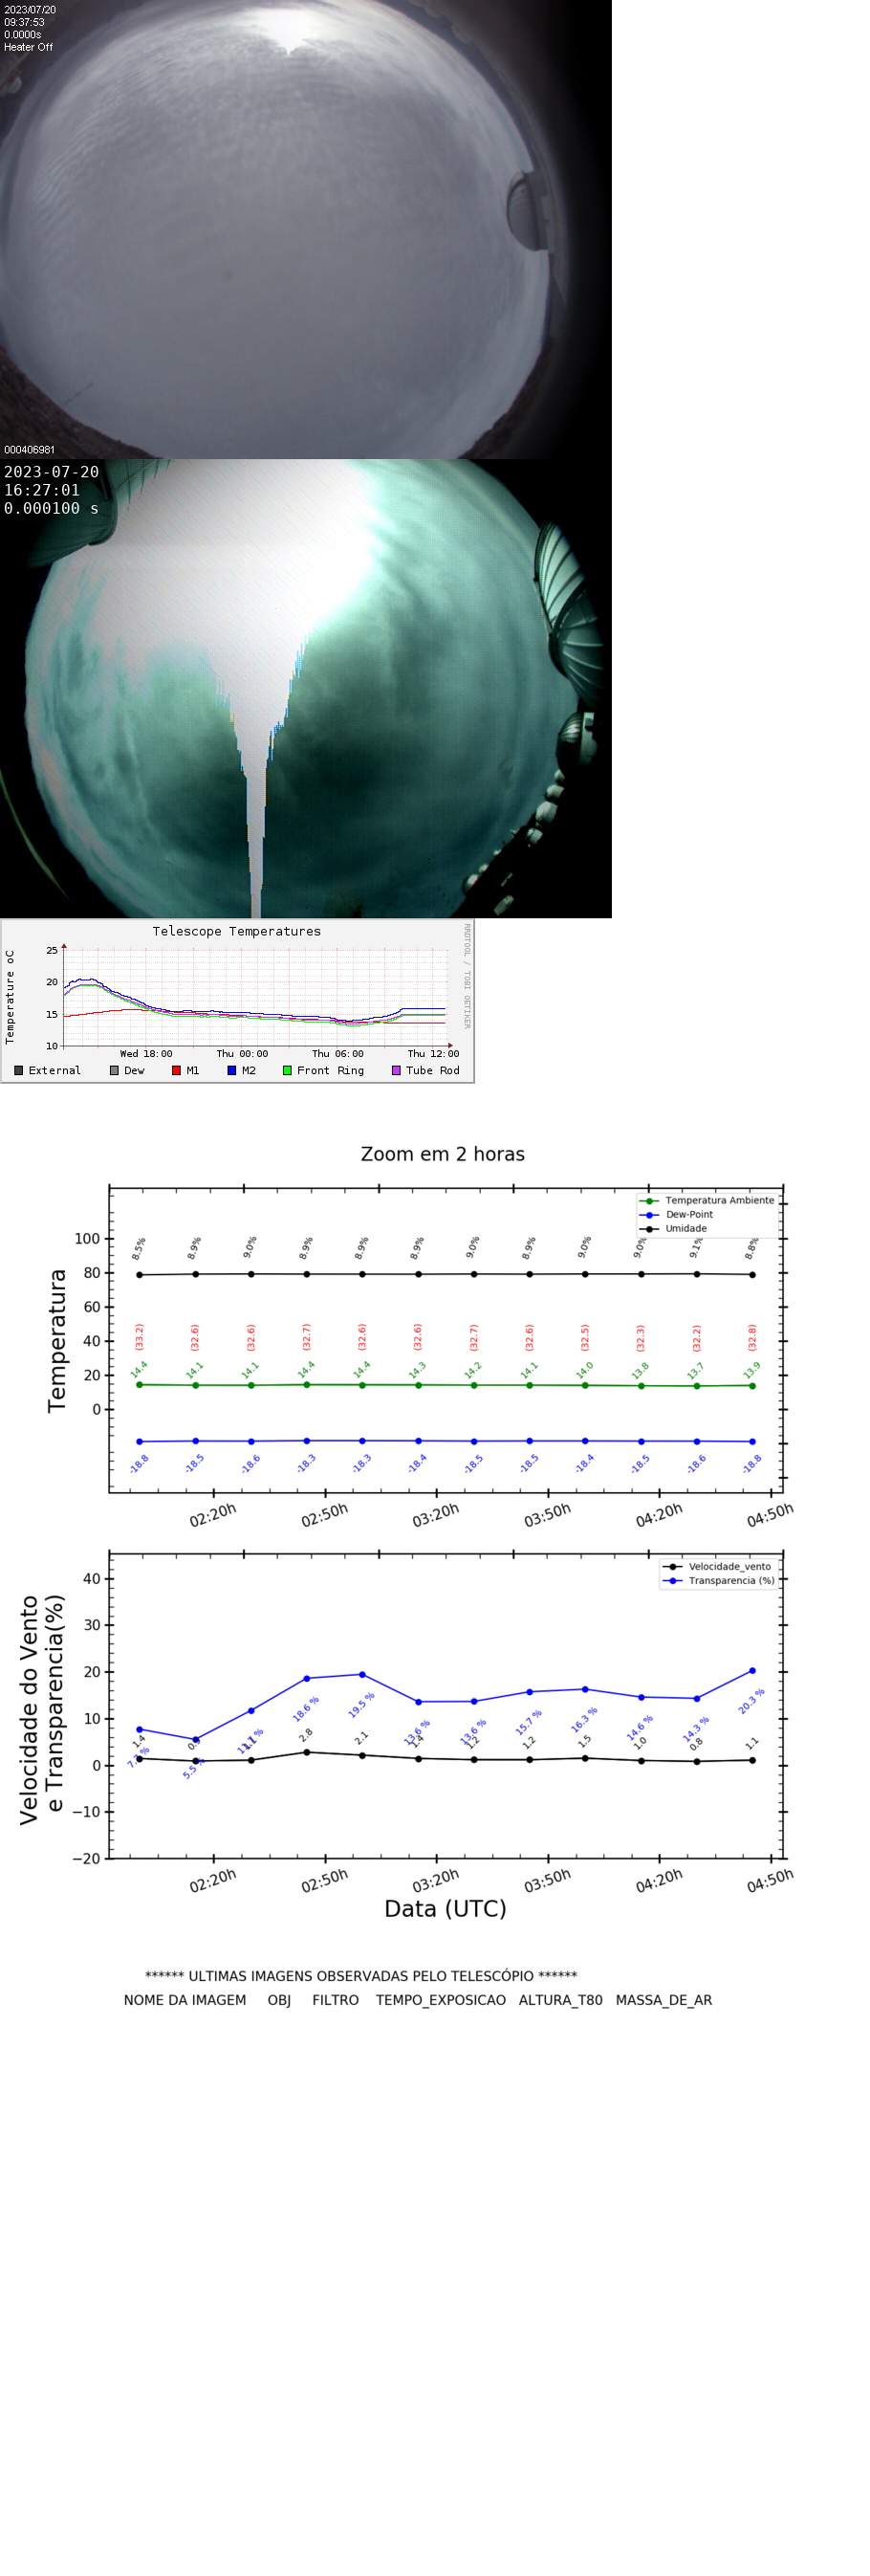 2023/07/20
09:37:53
0.0000s
Heater Off
000406981
2023-07-20
16:27:01
0.000100 s
Telescope Temperatures
RRDTOOL / TOBI OETIKER
Temperature oC
25
20
15
10
Wed 18:00 Thu 00:00 Thu 06:00 Thu 12:00
External Dew M1 M2 Front Ring Tube Rod
Zoom em 2 horas
Temperatura Ambiente
Dew-Point
Umidade
Temperatura
100
80
60
40
20
0
8.5% 8.9% 9.0% 8.9% 8.9% 8.9% 9.0% 8.9% 9.0% 9.0% 9.1% 8.8%
(33.2) (32.6) (32.6) (32.7) (32.6) (32.6) (32.7) (32.6) (32.5) (32.3) (32.2) (32.8)
14.4 14.1 14.1 14.4 14.4 14.3 14.2 14.1 14.0 13.8 13.7 13.9
-18.8 -18.5 -18.6 -18.3 -18.3 -18.4 -18.5 -18.5 -18.4 -18.5 -18.6 -18.8
02:20h 02:50h 03:20h 03:50h 04:20h 04:50h
Velocidade_vento
Transparencia (%)
Velocidade do Vento
e Transparencia(%)
40
30
20
10
0
−10
−20
18.6 % 19.5 % 13.6 % 13.6 % 15.7 % 16.3 % 14.6 % 14.3 % 20.3 %
1.4 2.8 2.1 1.4 1.2 1.2 1.5 1.0 0.8 1.1
02:20h 02:50h 03:20h 03:50h 04:20h 04:50h
Data (UTC)
****** ULTIMAS IMAGENS OBSERVADAS PELO TELESCÓPIO ******
NOME DA IMAGEM OBJ FILTRO TEMPO_EXPOSICAO ALTURA_T80 MASSA_DE_AR